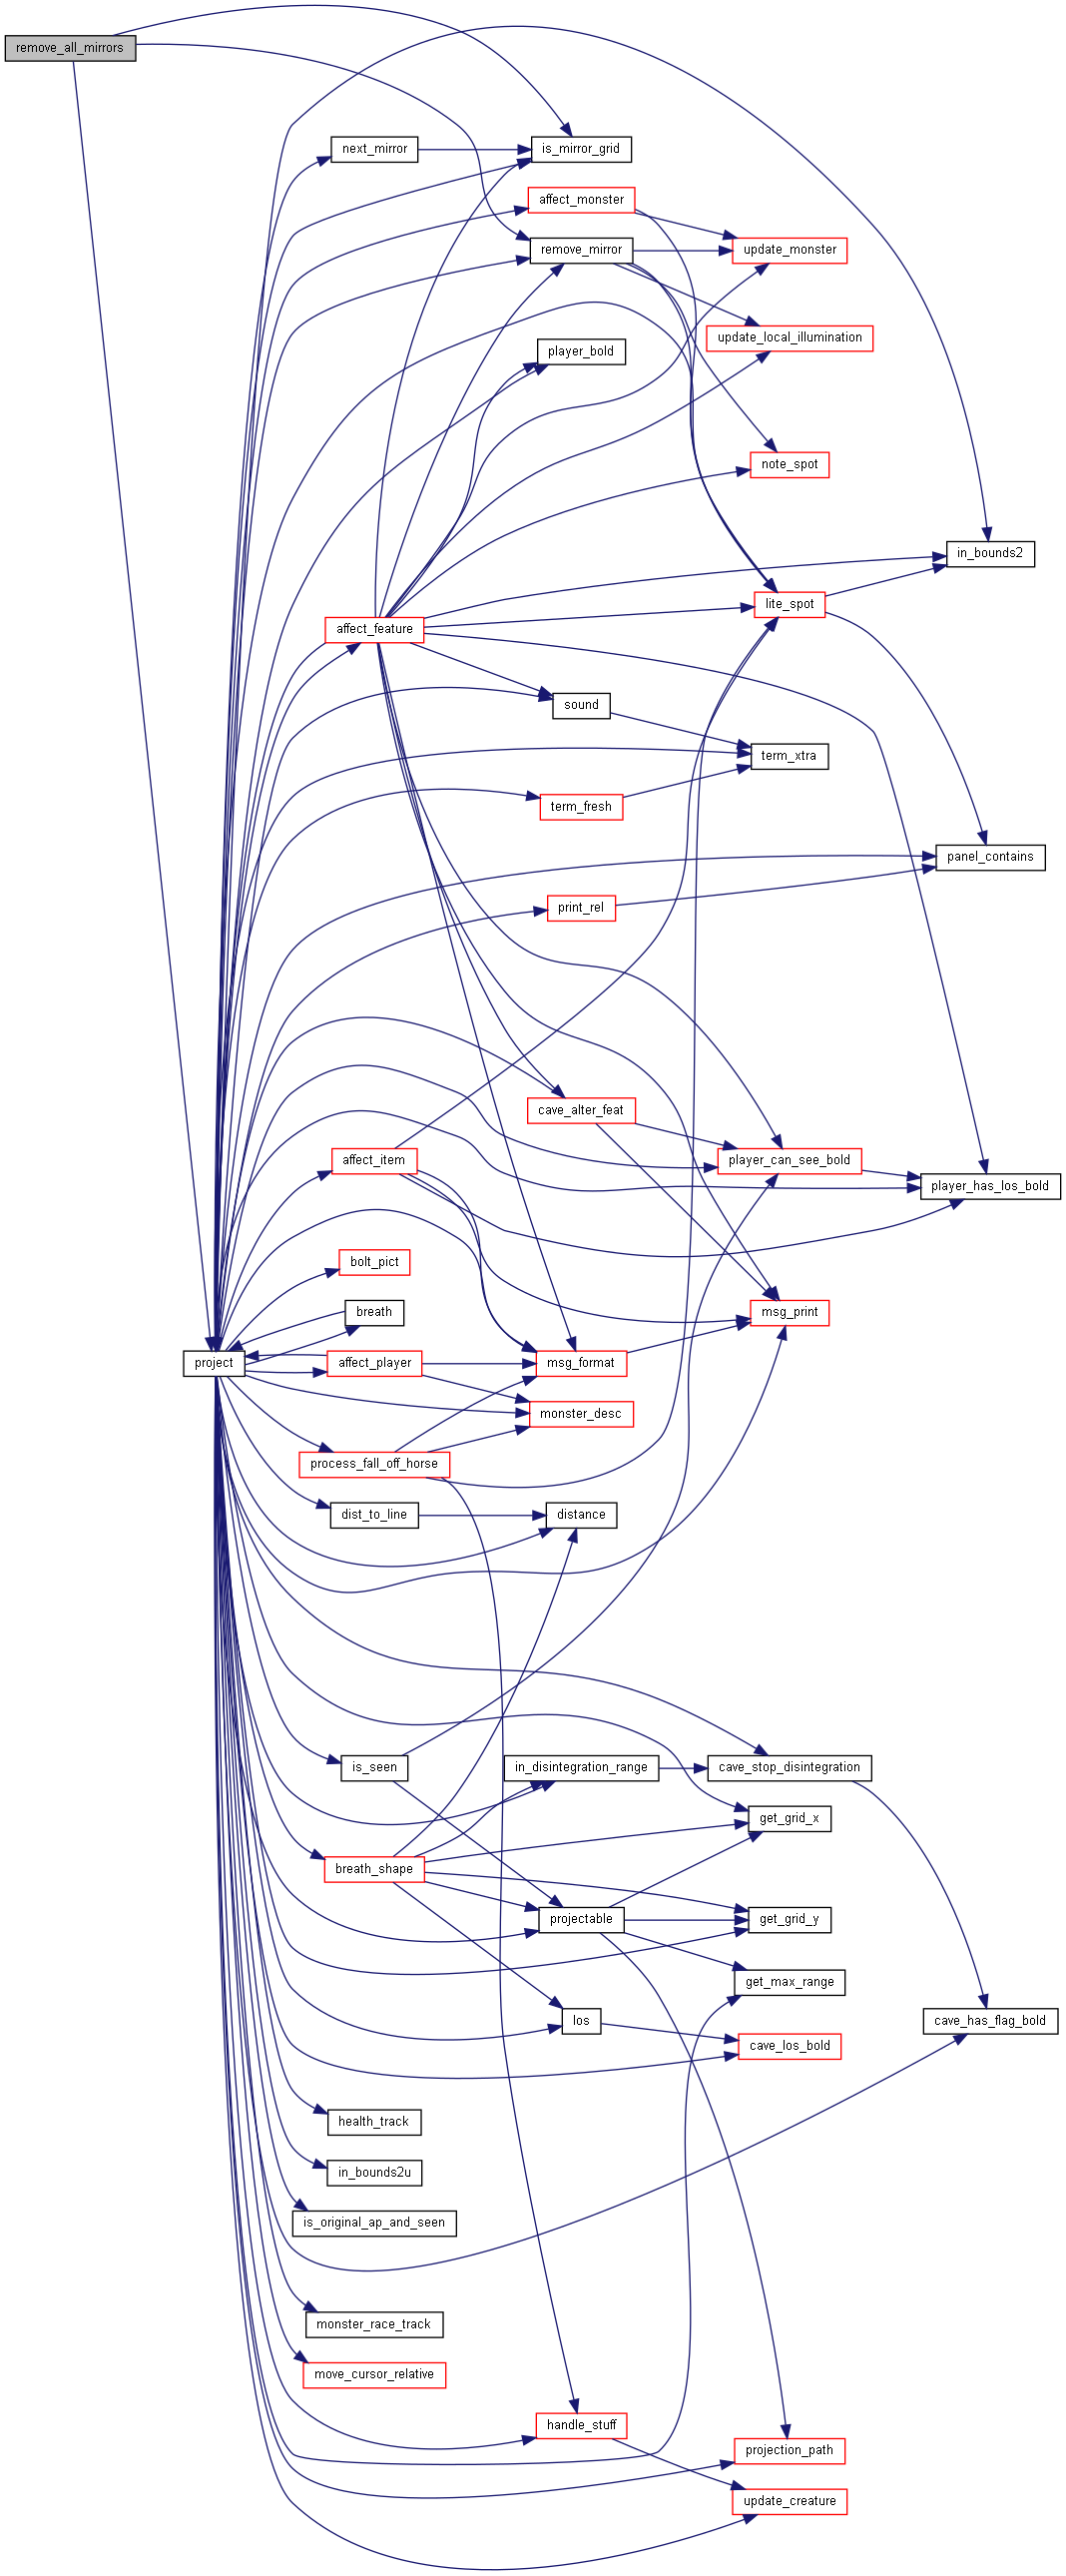 remove_all_mirrors
next_mirror
is_mirror_grid
affect_monster
remove_mirror
update_monster
update_local_illumination
player_bold
note_spot
in_bounds2
lite_spot
affect_feature
sound
term_xtra
term_fresh
panel_contains
print_rel
cave_alter_feat
affect_item
player_can_see_bold
player_has_los_bold
bolt_pict
breath
msg_print
project
affect_player
msg_format
monster_desc
process_fall_off_horse
dist_to_line
distance
is_seen
in_disintegration_range
cave_stop_disintegration
get_grid_x
breath_shape
projectable
get_grid_y
get_max_range
los
cave_has_flag_bold
cave_los_bold
health_track
in_bounds2u
is_original_ap_and_seen
monster_race_track
move_cursor_relative
handle_stuff
projection_path
update_creature